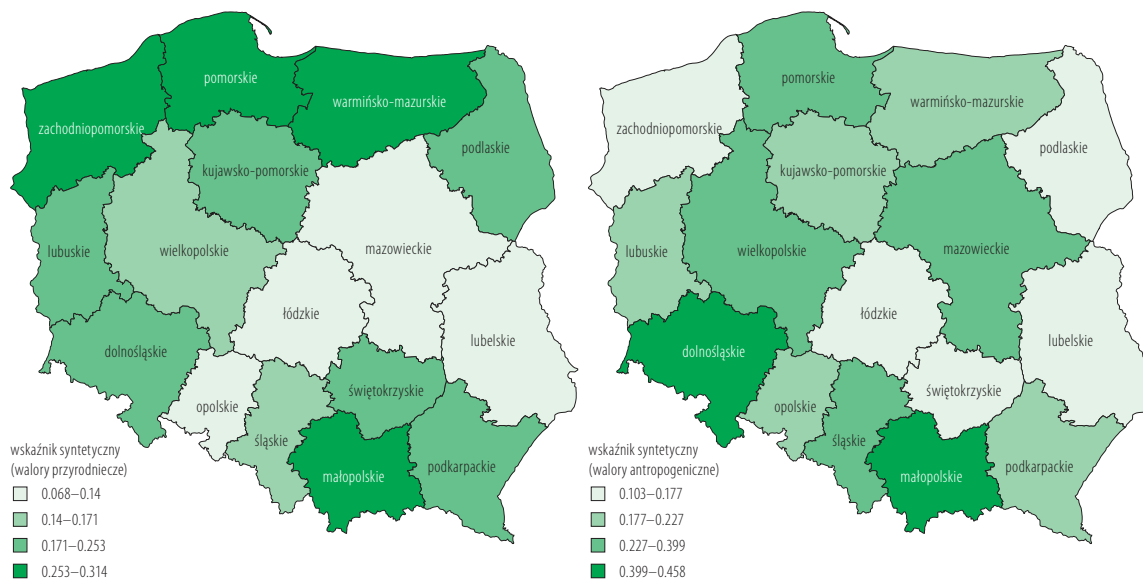 pomorskie
warmińsko-mazurskie
zachodniopomorskie
podlaskie
kujawsko-pomorskie
lubuskie
wielkopolskie
mazowieckie
łódzkie
lubelskie
dolnośląskie
świętokrzyskie
opolskie
śląskie
podkarpackie
małopolskie
wskaźnik syntetyczny
(walory przyrodniecze)
0.068–0.14
0.14–0.171
0.171–0.253
0.253–0.314
pomorskie
warmińsko-mazurskie
zachodniopomorskie
podlaskie
kujawsko-pomorskie
lubuskie
wielkopolskie
mazowieckie
łódzkie
lubelskie
dolnośląskie
świętokrzyskie
opolskie
śląskie
podkarpackie
małopolskie
wskaźnik syntetyczny
(walory antropogeniczne)
0.103–0.177
0.177–0.227
0.227–0.399
0.399–0.458